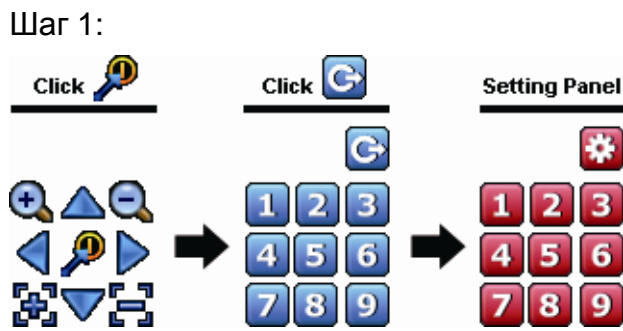 Шаг 1:
Click Click Setting Panel
1 2 3 1 2 3
4 5 6 4 5 6
7 8 9 7 8 9